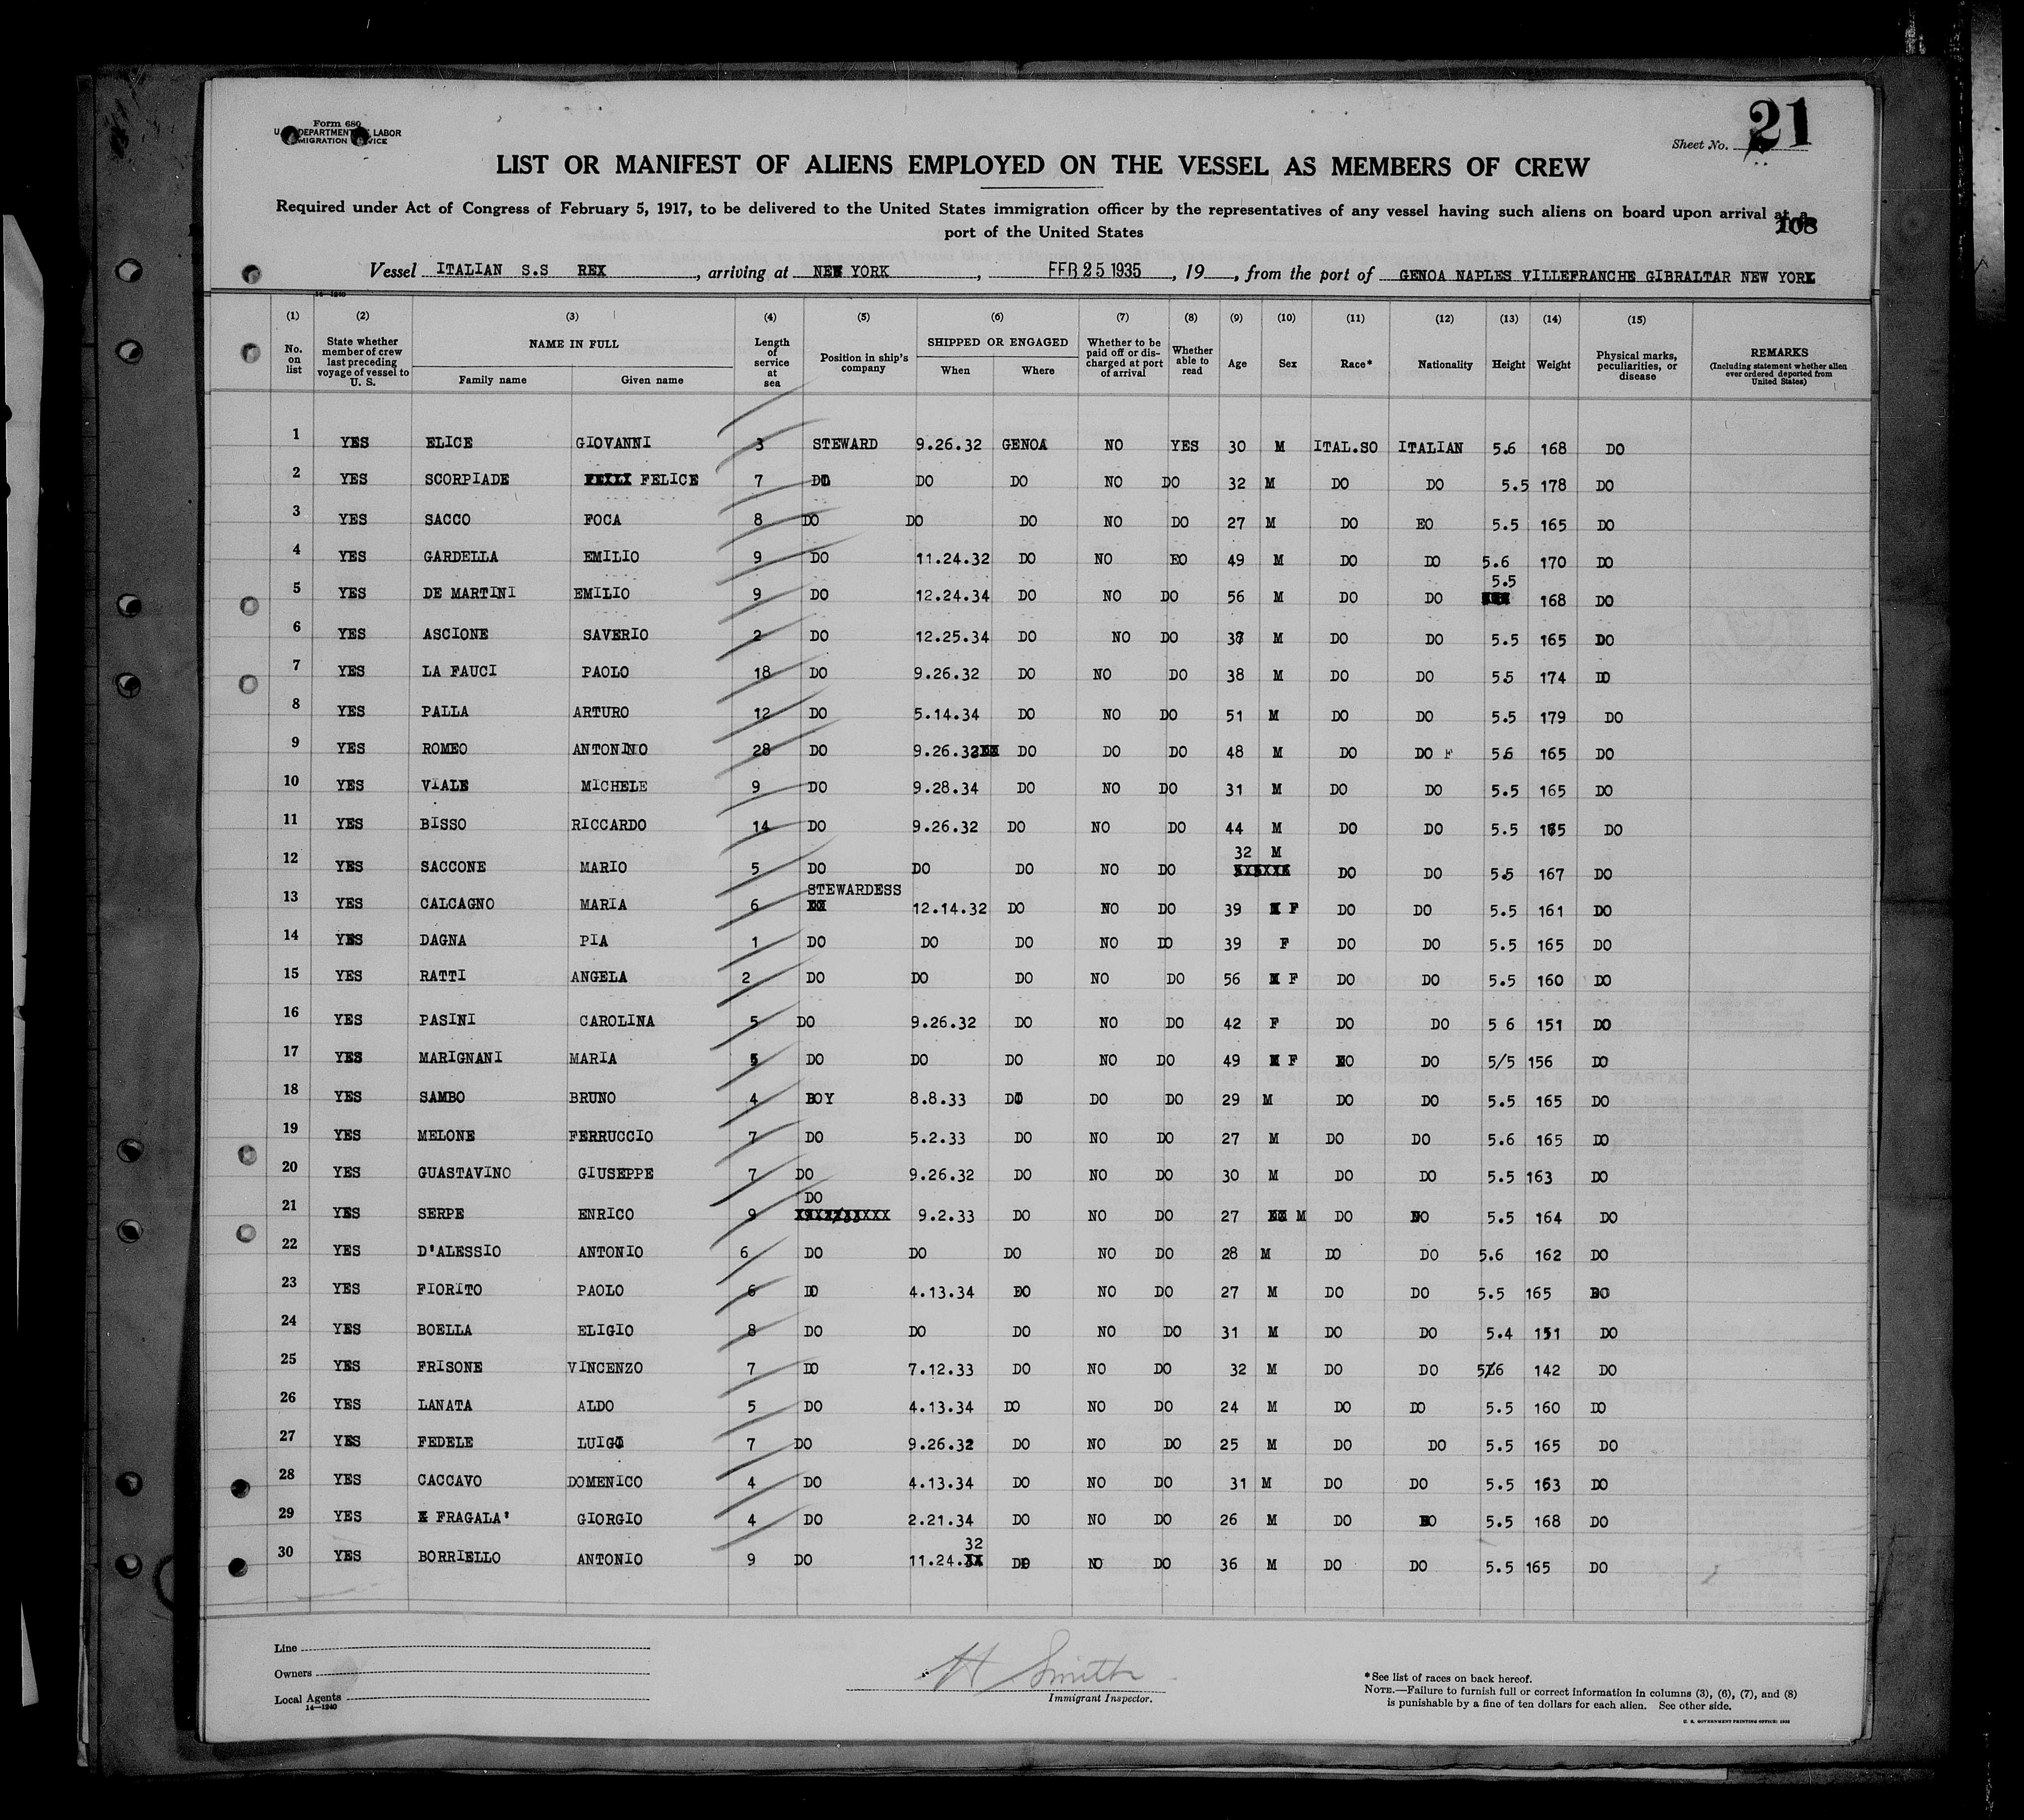 Form 680
U. S. DEPARTMENT OF LABOR
IMMIGRATION SERVICE
Sheet No. 21
LIST OR MANIFEST OF ALIENS EMPLOYED ON THE VESSEL AS MEMBERS OF CREW
Required under Act of Congress of February 5, 1917, to be delivered to the United States immigration officer by the representatives of any vessel having such aliens on board upon arrival at a
port of the United States
108
Vessel ITALIAN S.S REX, arriving at NEW YORK, FEB 25 1935, 19, from the port of GENOA NAPLES VILLEFRANCHE GIBRALTAR NEW YORK
14-1240
(1) (2) (3) (4) (5) (6) (7) (8) (9) (10) (11) (12) (13) (14) (15)
No. on list State whether member of crew last preceding voyage of vessel to U. S. NAME IN FULL Family name Given name Length of service at sea Position in ship's company SHIPPED OR ENGAGED When Where Whether to be paid off or discharged at port of arrival Whether able to read Age Sex Race* Nationality Height Weight Physical marks, peculiarities, or disease REMARKS (Including statement whether alien ever ordered deported from United States)
1 YES ELICE GIOVANNI 3 STEWARD 9.26.32 GENOA NO YES 30 M ITAL.SO ITALIAN 5.6 168 DO
2 YES SCORPIADE FELICE 7 DO DO DO NO DO 32 M DO DO 5.5 178 DO
3 YES SACCO FOCA 8 DO DO DO NO DO 27 M DO EO 5.5 165 DO
4 YES GARDELLA EMILIO 9 DO 11.24.32 DO NO EO 49 M DO DO 5.6 170 DO
5 YES DE MARTINI EMILIO 9 DO 12.24.34 DO NO DO 56 M DO DO 5.5 168 DO
6 YES ASCIONE SAVERIO 2 DO 12.25.34 DO NO DO 38 M DO DO 5.5 165 DO
7 YES LA FAUCI PAOLO 18 DO 9.26.32 DO NO DO 38 M DO DO 5.5 174 DO
8 YES PALLA ARTURO 12 DO 5.14.34 DO NO DO 51 M DO DO 5.5 179 DO
9 YES ROMEO ANTONINO 28 DO 9.26.32 DO DO DO 48 M DO DO F 56 165 DO
10 YES VIALE MICHELE 9 DO 9.28.34 DO NO DO 31 M DO DO 5.5 165 DO
11 YES BISSO RICCARDO 14 DO 9.26.32 DO NO DO 44 M DO DO 5.5 165 DO
12 YES SACCONE MARIO 5 DO DO DO NO DO 32 M DO DO 5.5 167 DO
13 YES CALCAGNO MARIA 6 STEWARDESS 12.14.32 DO NO DO 39 F DO DO 5.5 161 DO
14 YES DAGNA PIA 1 DO DO DO NO DO 39 F DO DO 5.5 165 DO
15 YES RATTI ANGELA 2 DO DO DO NO DO 56 F DO DO 5.5 160 DO
16 YES PASINI CAROLINA 5 DO 9.26.32 DO NO DO 42 F DO DO 5 6 151 DO
17 YES MARIGNANI MARIA 5 DO DO DO NO DO 49 F DO DO 5/5 156 DO
18 YES SAMBO BRUNO 4 BOY 8.8.33 DO DO DO 29 M DO DO 5.5 165 DO
19 YES MELONE FERRUCCIO 7 DO 5.2.33 DO NO DO 27 M DO DO 5.6 165 DO
20 YES GUASTAVINO GIUSEPPE 7 DO 9.26.32 DO NO DO 30 M DO DO 5.5 163 DO
21 YES SERPE ENRICO 9 DO 9.2.33 DO NO DO 27 M DO DO 5.5 164 DO
22 YES D'ALESSIO ANTONIO 6 DO DO DO NO DO 28 M DO DO 5.6 162 DO
23 YES FIORITO PAOLO 6 DO 4.13.34 DO NO DO 27 M DO DO 5.5 165 DO
24 YES BOELLA ELIGIO 8 DO DO DO NO DO 31 M DO DO 5.4 151 DO
25 YES FRISONE VINCENZO 7 DO 7.12.33 DO NO DO 32 M DO DO 5.6 142 DO
26 YES LANATA ALDO 5 DO 4.13.34 DO NO DO 24 M DO DO 5.5 160 DO
27 YES FEDELE LUIGI 7 DO 9.26.32 DO NO DO 25 M DO DO 5.5 165 DO
28 YES CACCAVO DOMENICO 4 DO 4.13.34 DO NO DO 31 M DO DO 5.5 163 DO
29 YES FRAGALA' GIORGIO 4 DO 2.21.34 DO NO DO 26 M DO DO 5.5 168 DO
30 YES BORRIELLO ANTONIO 9 DO 11.24.32 DO NO DO 36 M DO DO 5.5 165 DO
Line
Owners
Local Agents
14-1240
H Smith
Immigrant Inspector.
*See list of races on back hereof.
NOTE.—Failure to furnish full or correct information in columns (3), (6), (7), and (8)
is punishable by a fine of ten dollars for each alien. See other side.